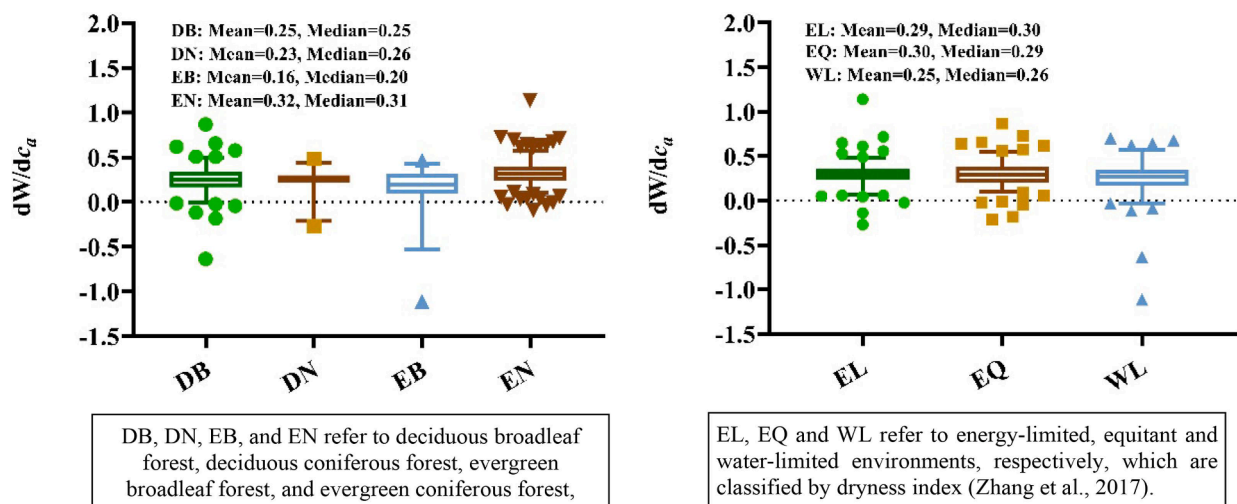 DB: Mean=0.25, Median=0.25
DN: Mean=0.23, Median=0.26
EB: Mean=0.16, Median=0.20
EN: Mean=0.32, Median=0.31
2.0
1.5
1.0
0.5
0.0
-0.5
-1.0
-1.5
dW/dca
DB
DN
EB
EN
DB, DN, EB, and EN refer to deciduous broadleaf
forest, deciduous coniferous forest, evergreen
broadleaf forest, and evergreen coniferous forest,
EL: Mean=0.29, Median=0.30
EQ: Mean=0.30, Median=0.29
WL: Mean=0.25, Median=0.26
2.0
1.5
1.0
0.5
0.0
-0.5
-1.0
-1.5
dW/dca
EL
EQ
WL
EL, EQ and WL refer to energy-limited, equitant and
water-limited environments, respectively, which are
classified by dryness index (Zhang et al., 2017).